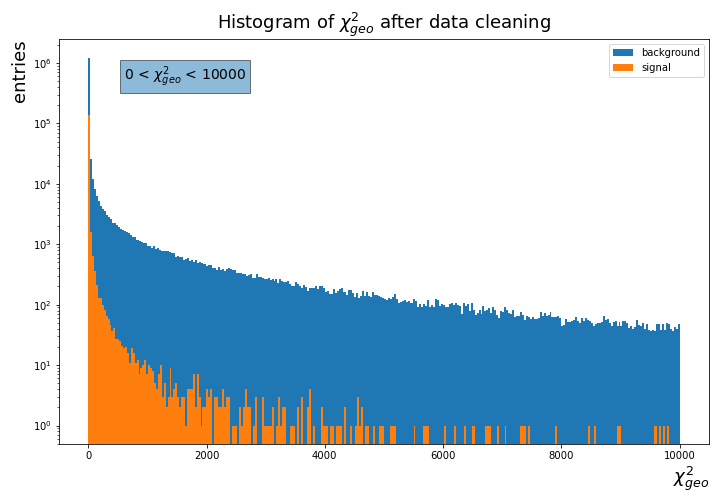 Histogram of χ²geo after data cleaning
entries
0 < χ²geo < 10000
background
signal
10⁶
10⁵
10⁴
10³
10²
10¹
10⁰
0 2000 4000 6000 8000 10000
χ²geo